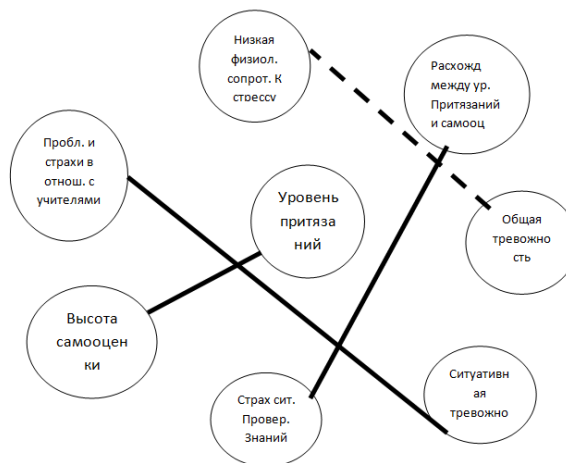 Низкая
физиол.
сопрот. К
стрессу
Расхожд
между ур.
Притязаний
и самооц
Пробл. и
страхи в
отнош. с
учителями
Уровень
притяза
ний
Общая
тревожно
сть
Высота
самооцен
ки
Страх сит.
Провер.
Знаний
Ситуативн
ая
тревожно